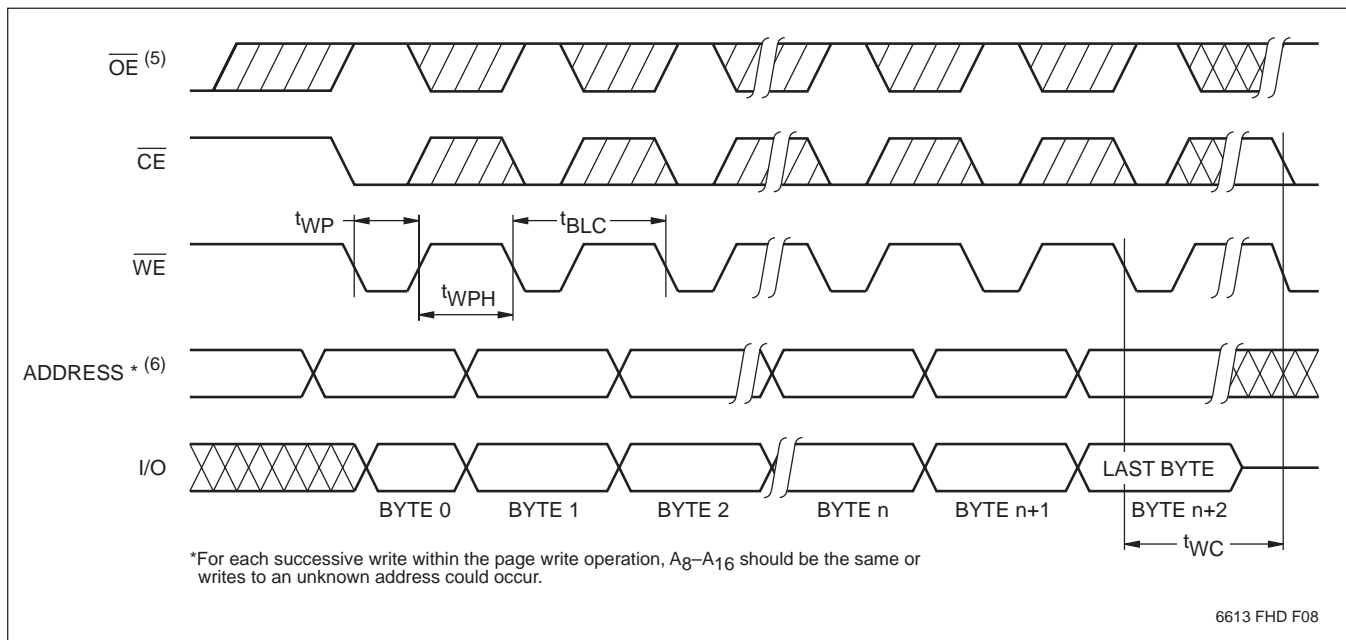 OE (5)
CE
tWP
tBLC
WE
tWPH
ADDRESS * (6)
I/O
LAST BYTE
BYTE 0 BYTE 1 BYTE 2 BYTE n BYTE n+1 BYTE n+2
tWC
*For each successive write within the page write operation, A8–A16 should be the same or
writes to an unknown address could occur.
6613 FHD F08